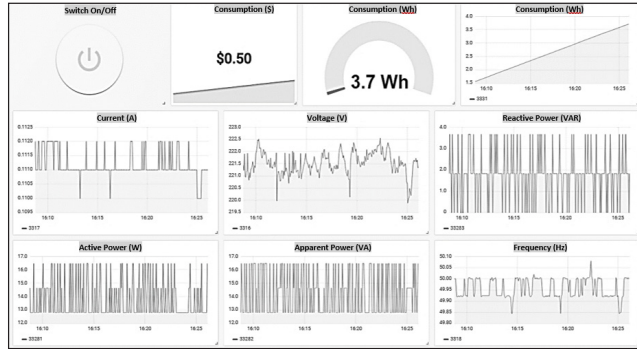 Switch On/Off
Consumption ($)
$0.50
Consumption (Wh)
3.7 Wh
Consumption (Wh)
4.0
3.5
3.0
2.5
2.0
1.5
16:10 16:15 16:20 16:25
3331
Current (A)
0.1125
0.1120
0.1115
0.1110
0.1105
0.1100
0.1095
16:10 16:15 16:20 16:25
3317
Voltage (V)
223.0
222.5
222.0
221.5
221.0
220.5
220.0
219.5
16:10 16:15 16:20 16:25
3316
Reactive Power (VAR)
4.0
3.0
2.0
1.0
0
16:10 16:15 16:20 16:25
33283
Active Power (W)
17.0
16.0
15.0
14.0
13.0
12.0
16:10 16:15 16:20 16:25
33281
Apparent Power (VA)
17.0
16.0
15.0
14.0
13.0
12.0
16:10 16:15 16:20 16:25
33282
Frequency (Hz)
50.10
50.05
50.00
49.95
49.90
49.85
49.80
16:10 16:15 16:20 16:25
3319